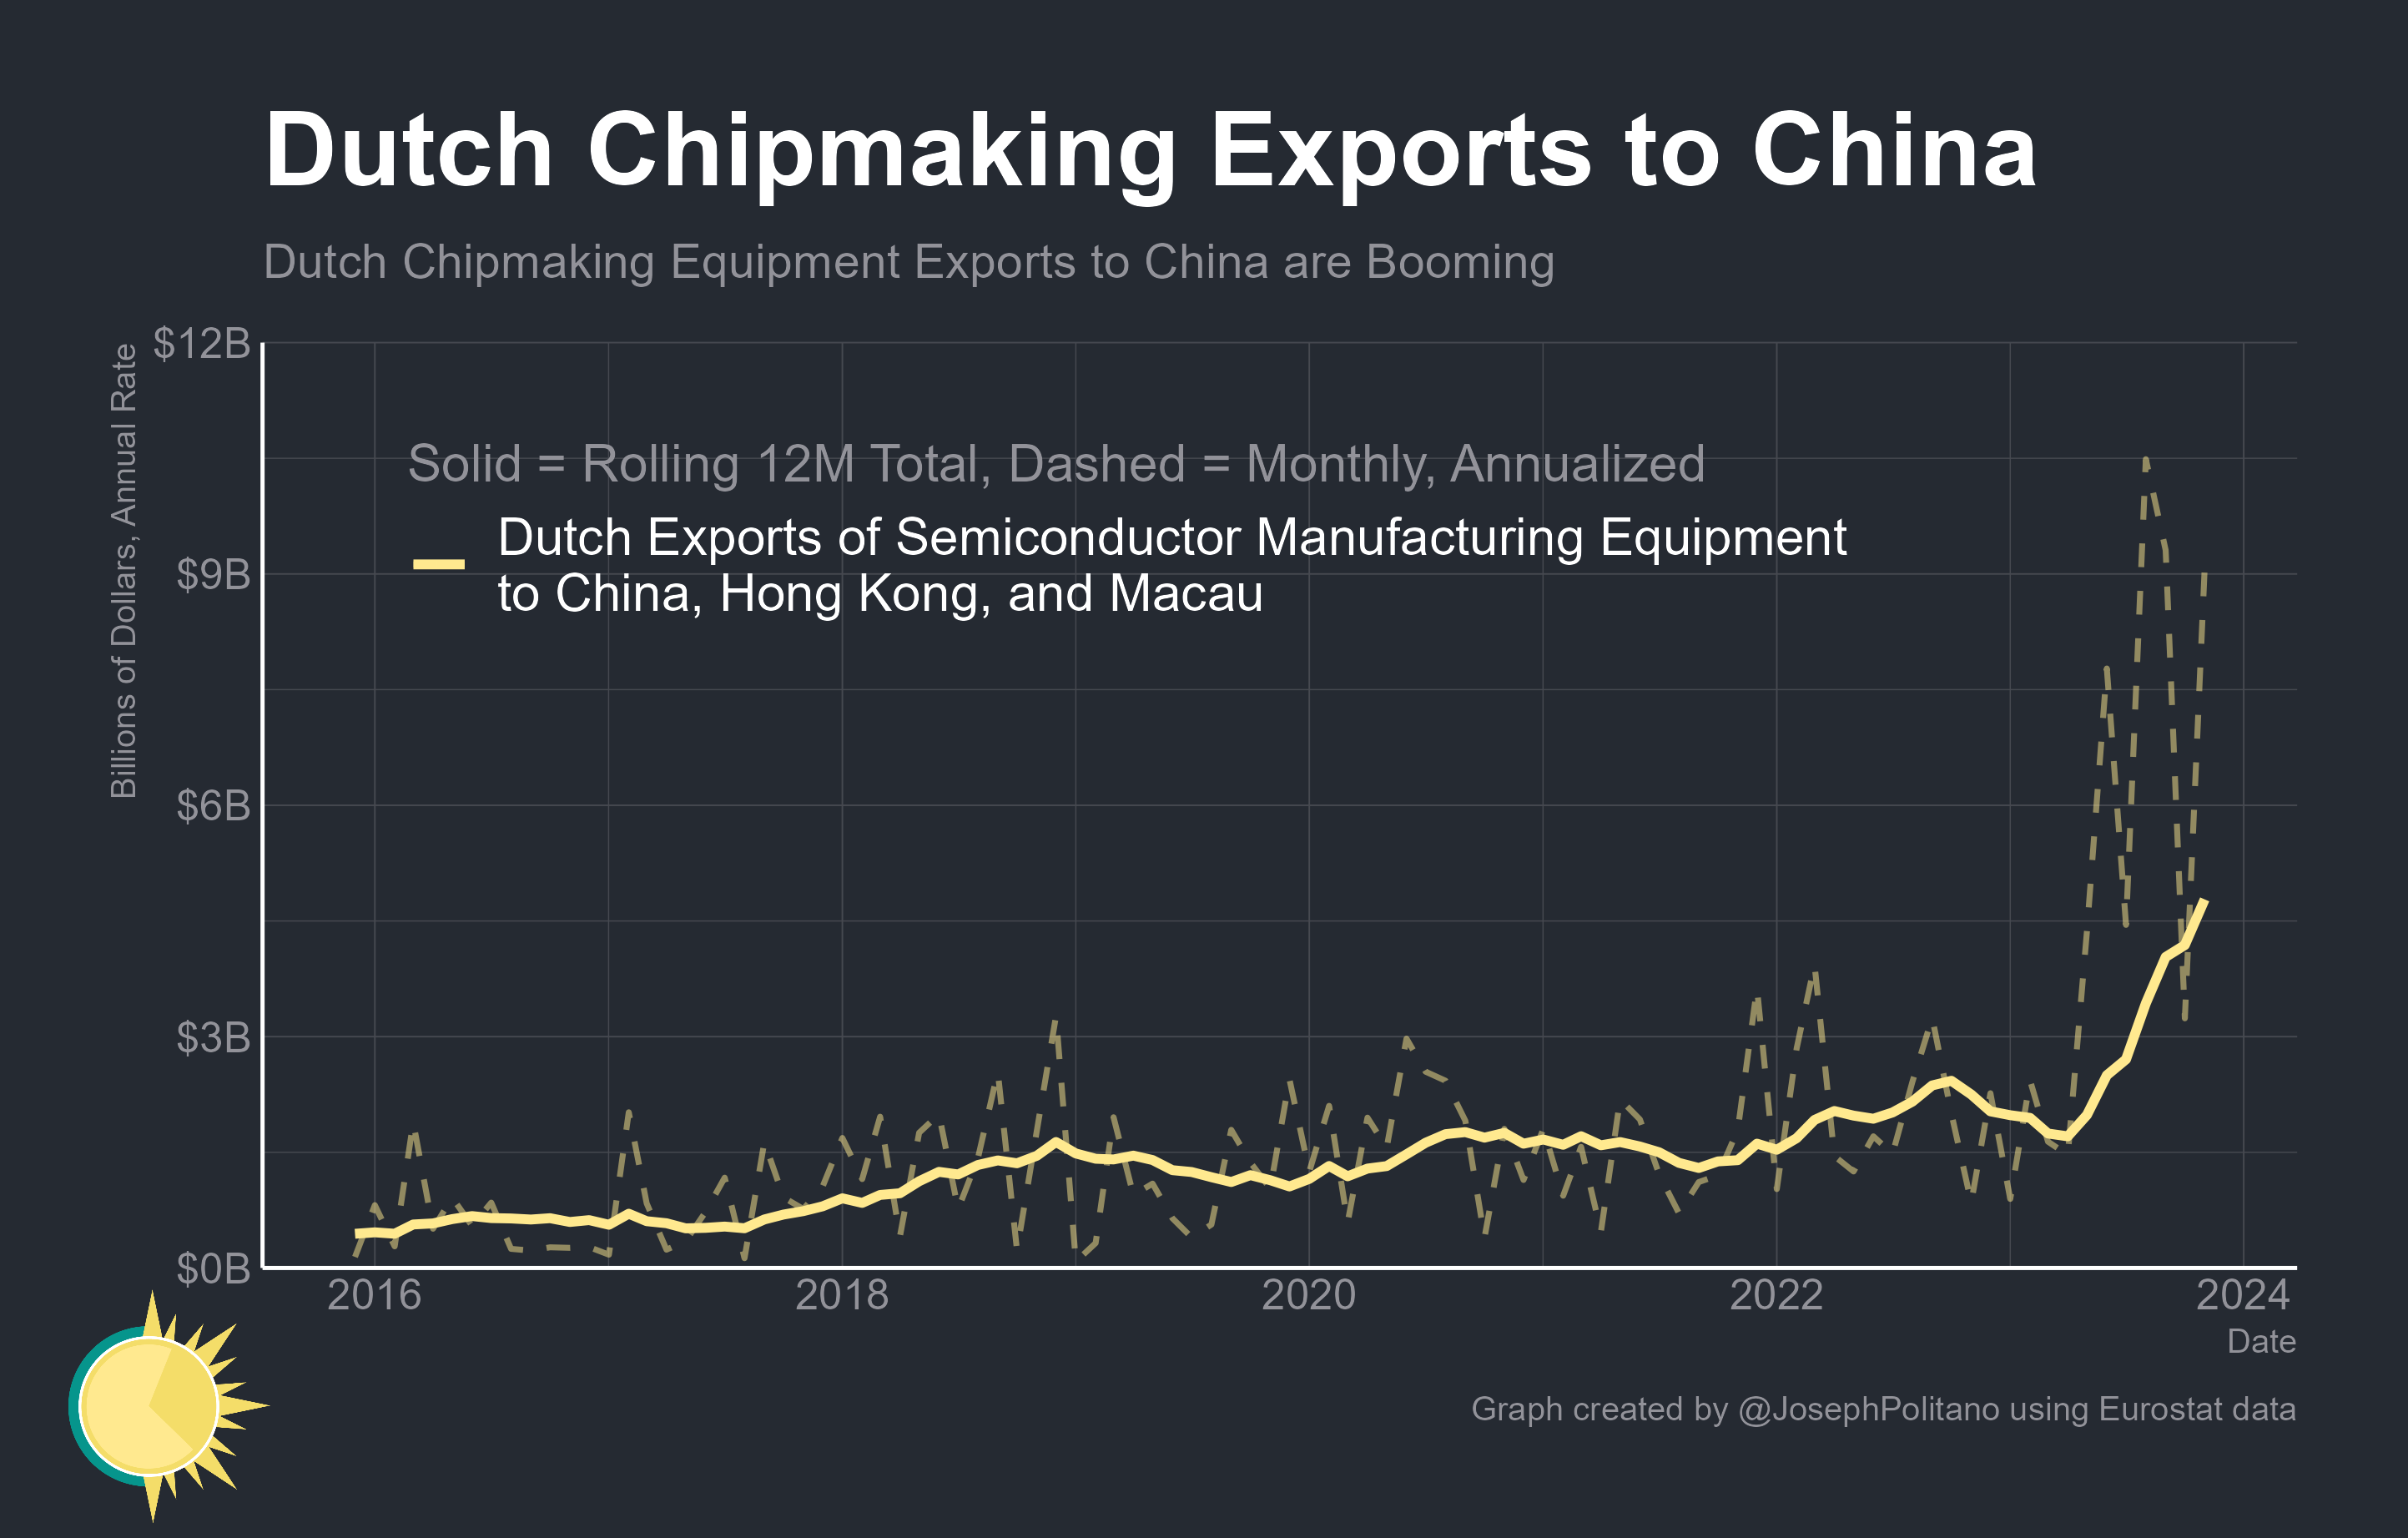 Dutch Chipmaking Exports to China
Dutch Chipmaking Equipment Exports to China are Booming
Billions of Dollars, Annual Rate
$12B
$9B
$6B
$3B
$0B
Solid = Rolling 12M Total, Dashed = Monthly, Annualized
Dutch Exports of Semiconductor Manufacturing Equipment
to China, Hong Kong, and Macau
2016 2018 2020 2022 2024
Date
Graph created by @JosephPolitano using Eurostat data